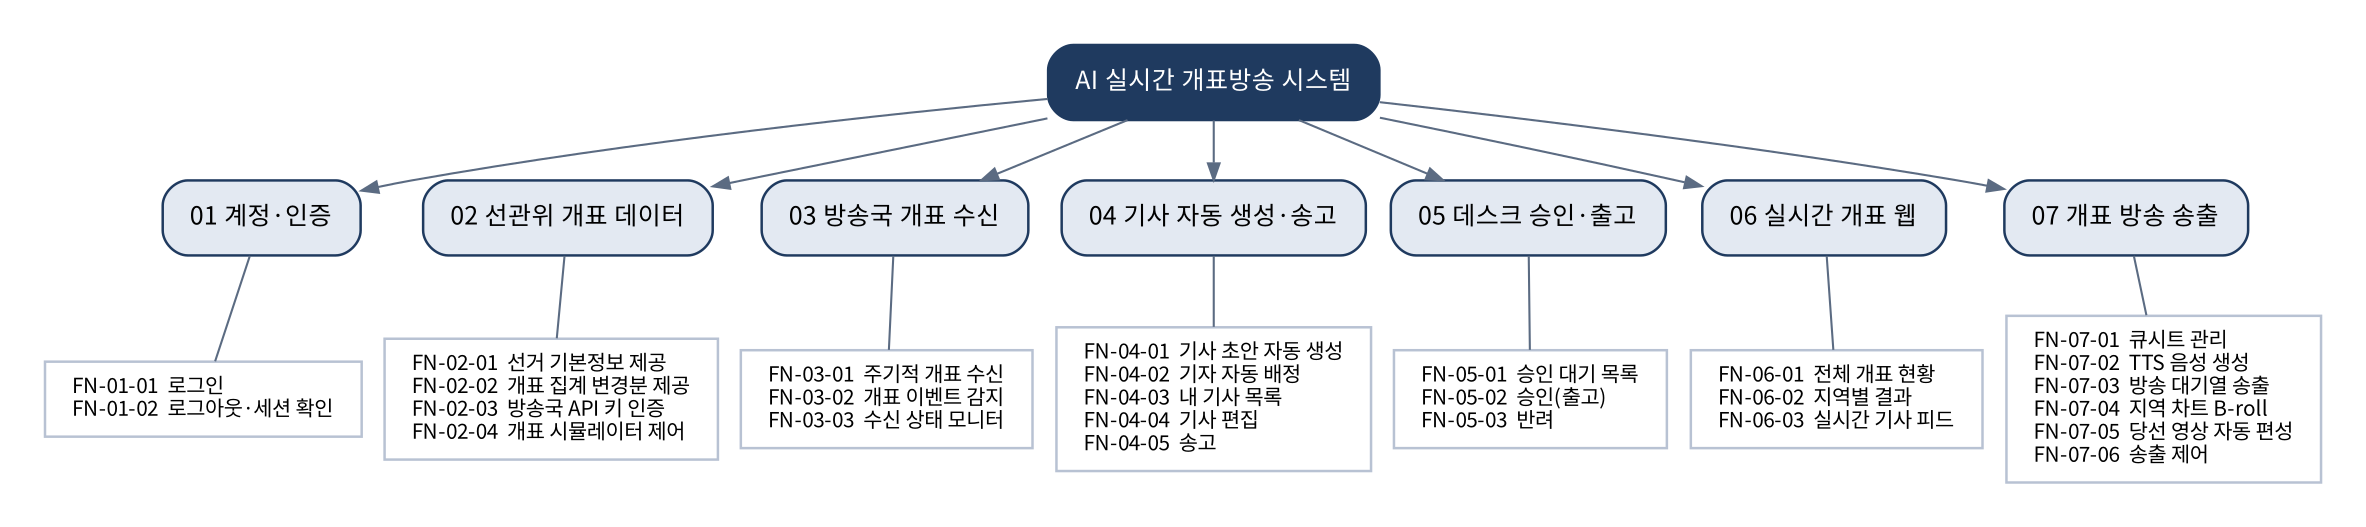 AI 실시간 개표방송 시스템
01 계정·인증
02 선관위 개표 데이터
03 방송국 개표 수신
04 기사 자동 생성·송고
05 데스크 승인·출고
06 실시간 개표 웹
07 개표 방송 송출
FN-01-01 로그인
FN-01-02 로그아웃·세션 확인
FN-02-01 선거 기본정보 제공
FN-02-02 개표 집계 변경분 제공
FN-02-03 방송국 API 키 인증
FN-02-04 개표 시뮬레이터 제어
FN-03-01 주기적 개표 수신
FN-03-02 개표 이벤트 감지
FN-03-03 수신 상태 모니터
FN-04-01 기사 초안 자동 생성
FN-04-02 기자 자동 배정
FN-04-03 내 기사 목록
FN-04-04 기사 편집
FN-04-05 송고
FN-05-01 승인 대기 목록
FN-05-02 승인(출고)
FN-05-03 반려
FN-06-01 전체 개표 현황
FN-06-02 지역별 결과
FN-06-03 실시간 기사 피드
FN-07-01 큐시트 관리
FN-07-02 TTS 음성 생성
FN-07-03 방송 대기열 송출
FN-07-04 지역 차트 B-roll
FN-07-05 당선 영상 자동 편성
FN-07-06 송출 제어